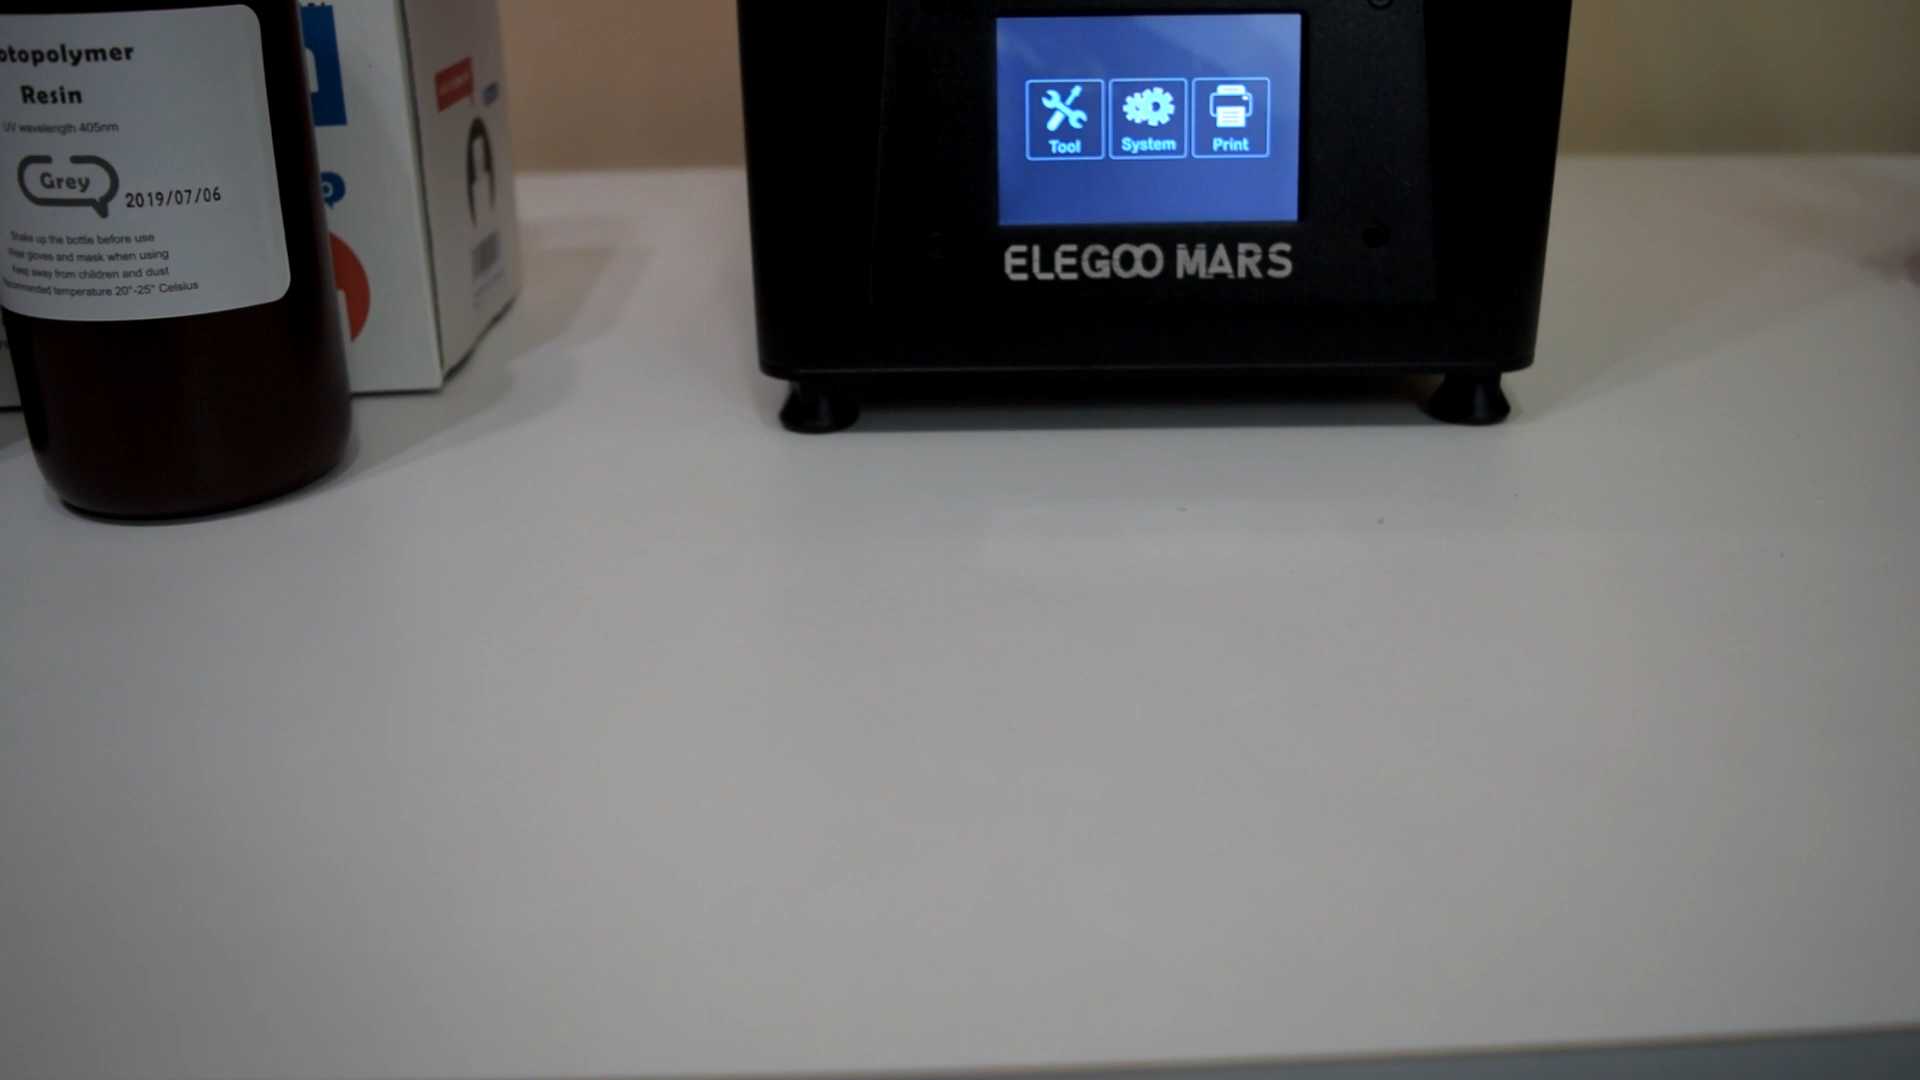 otopolymer
Resin
UV wavelength 405nm
Grey
2019/07/06
Shake up the bottle before use
Wear gloves and mask when using
Keep away from children and dust
Recommended temperature 20°-25° Celsius
Tool
System
Print
ELEGOO MARS